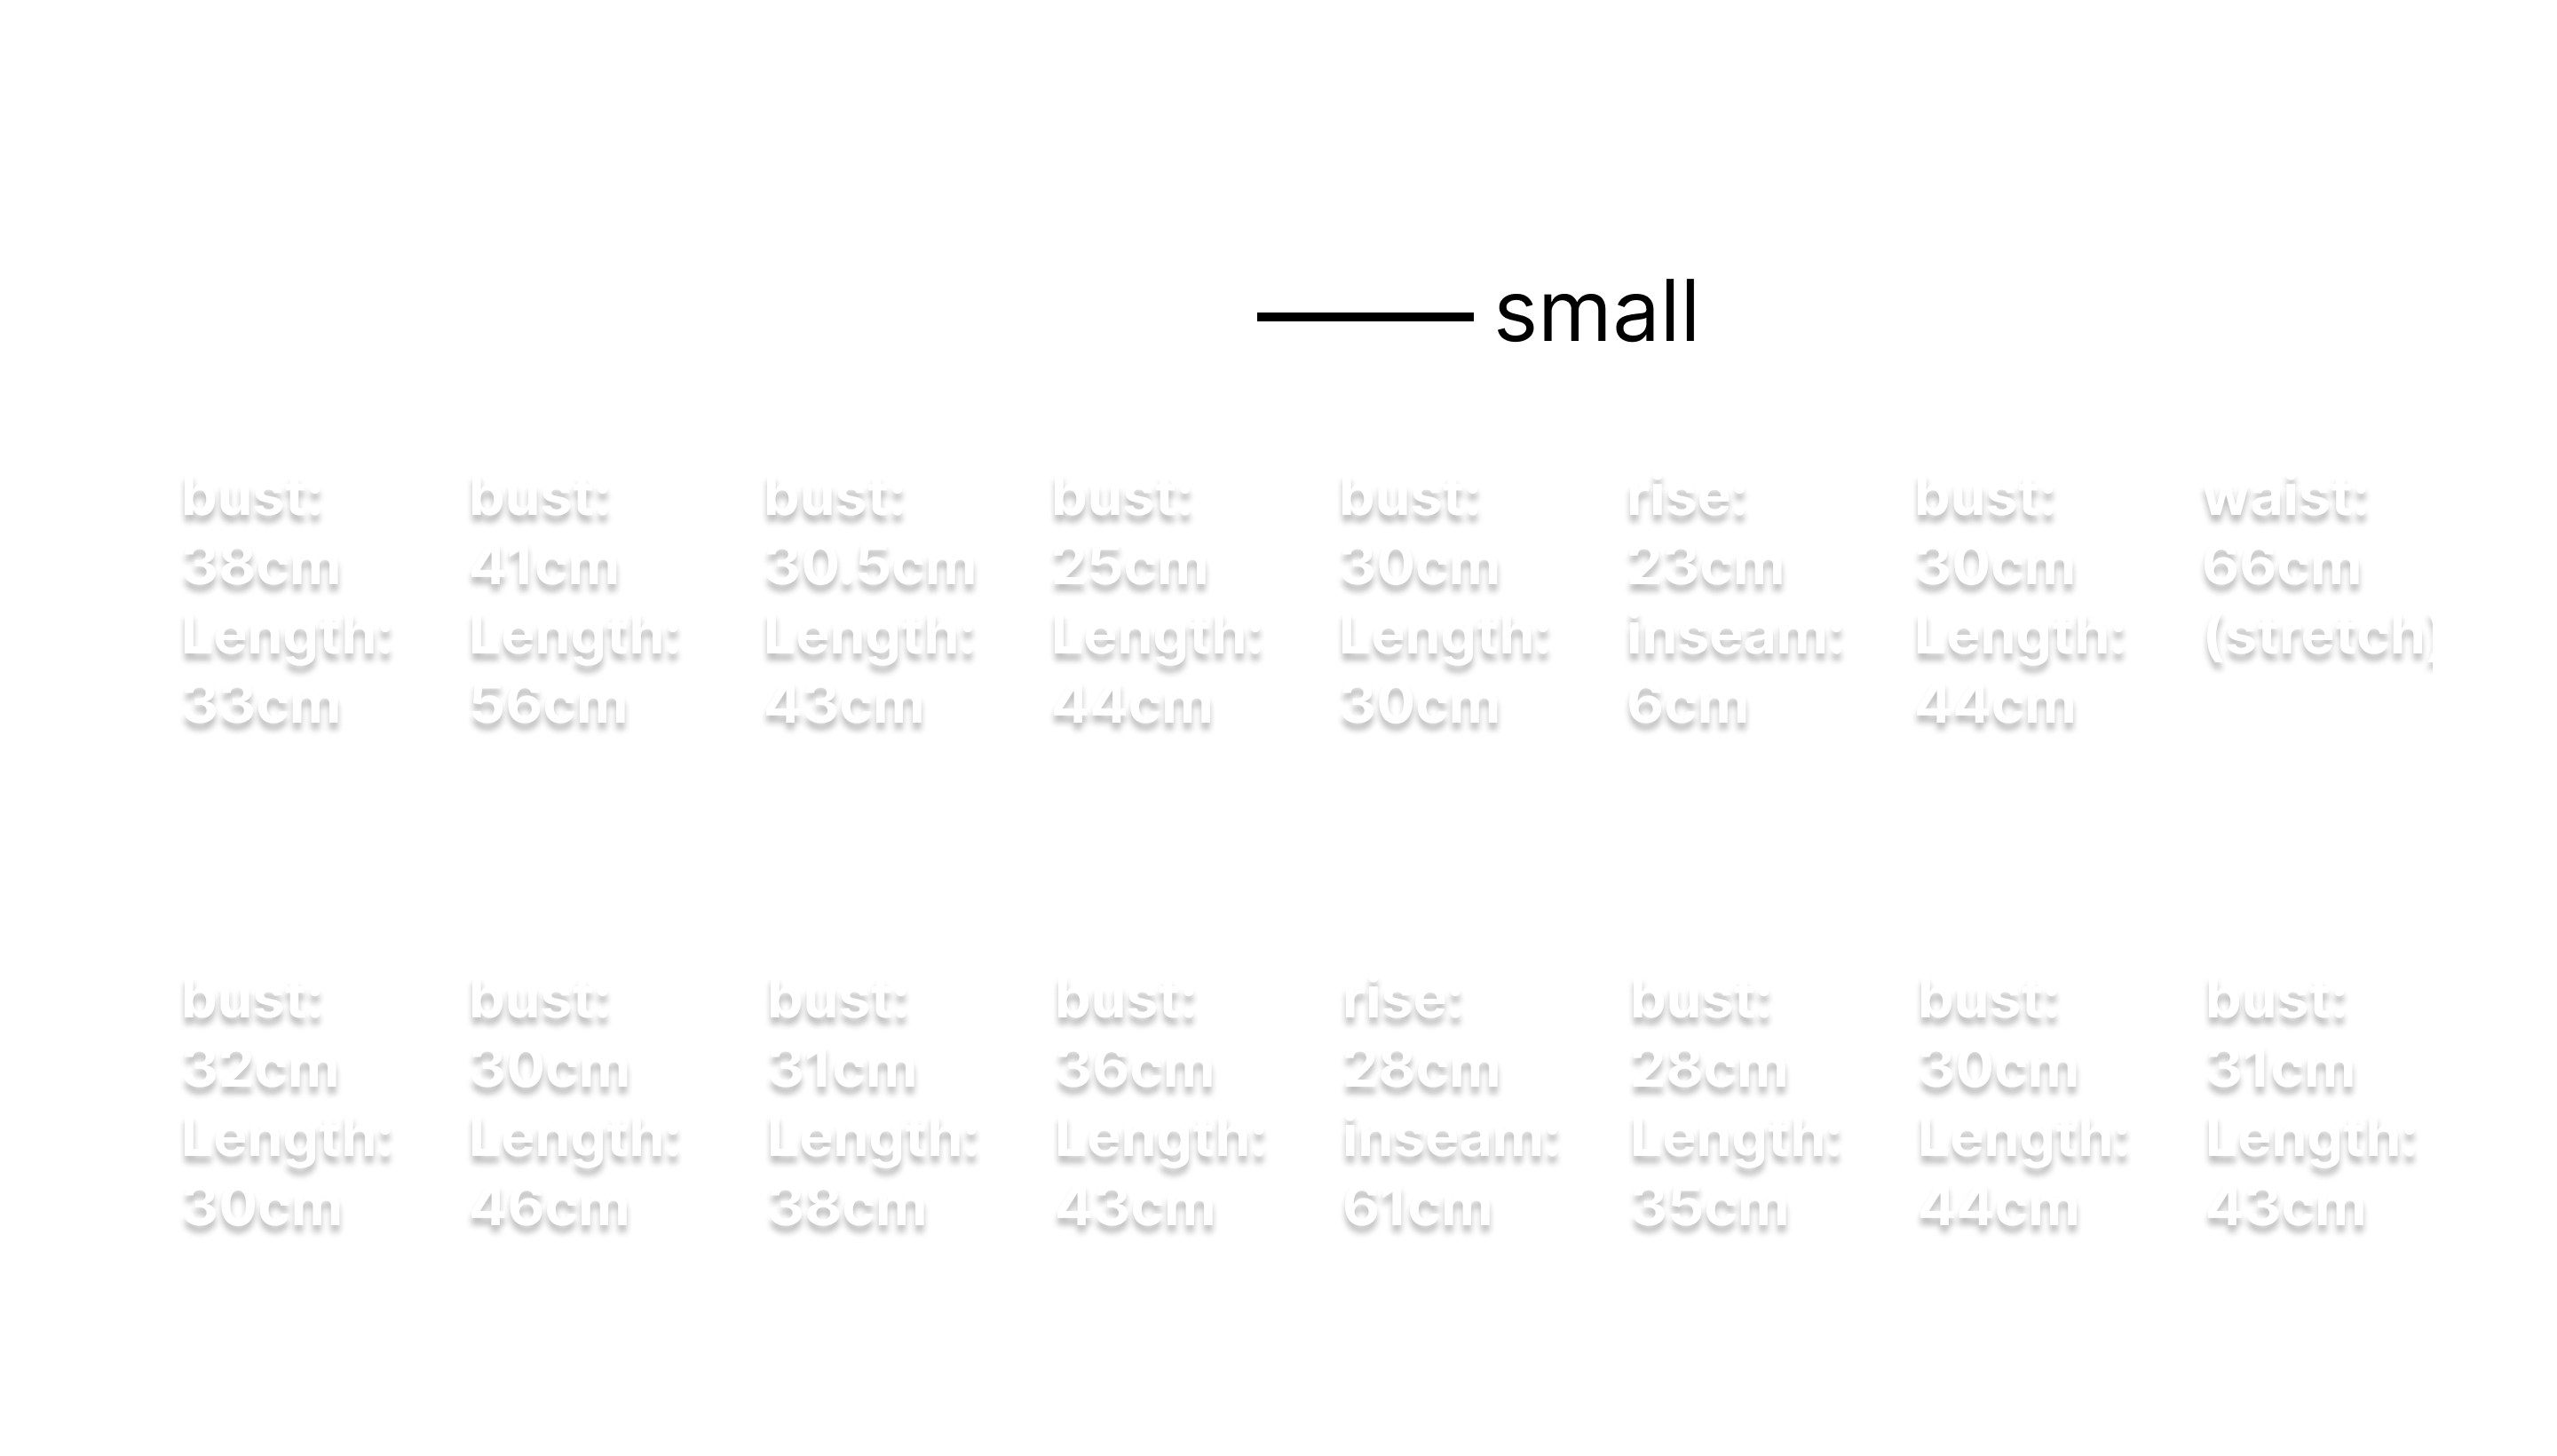 small
bust:
38cm
Length:
33cm
bust:
41cm
Length:
56cm
bust:
30.5cm
Length:
43cm
bust:
25cm
Length:
44cm
bust:
30cm
Length:
30cm
rise:
23cm
inseam:
6cm
bust:
30cm
Length:
44cm
waist:
66cm
(stretch)
bust:
32cm
Length:
30cm
bust:
30cm
Length:
46cm
bust:
31cm
Length:
38cm
bust:
36cm
Length:
43cm
rise:
28cm
inseam:
61cm
bust:
28cm
Length:
35cm
bust:
30cm
Length:
44cm
bust:
31cm
Length:
43cm